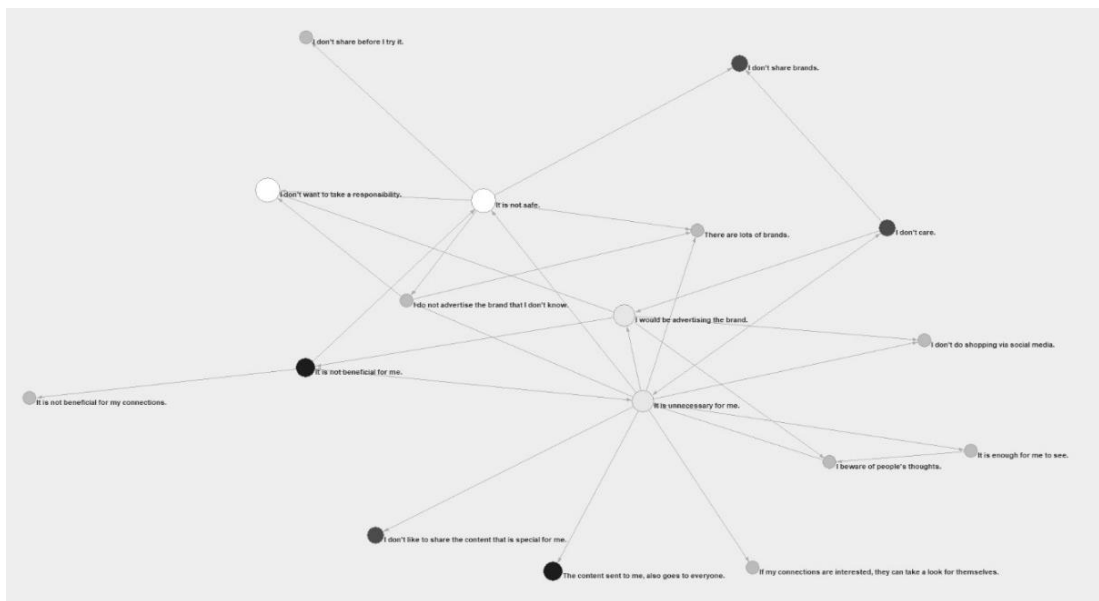 I don't share before I try it.
I don't share brands.
I don't want to take a responsibility.
It is not safe.
There are lots of brands.
I don't care.
I do not advertise the brand that I don't know.
I would be advertising the brand.
I don't do shopping via social media.
It is not beneficial for me.
It is not beneficial for my connections.
It is unnecessary for me.
It is enough for me to see.
I beware of people's thoughts.
I don't like to share the content that is special for me.
The content sent to me, also goes to everyone.
If my connections are interested, they can take a look for themselves.